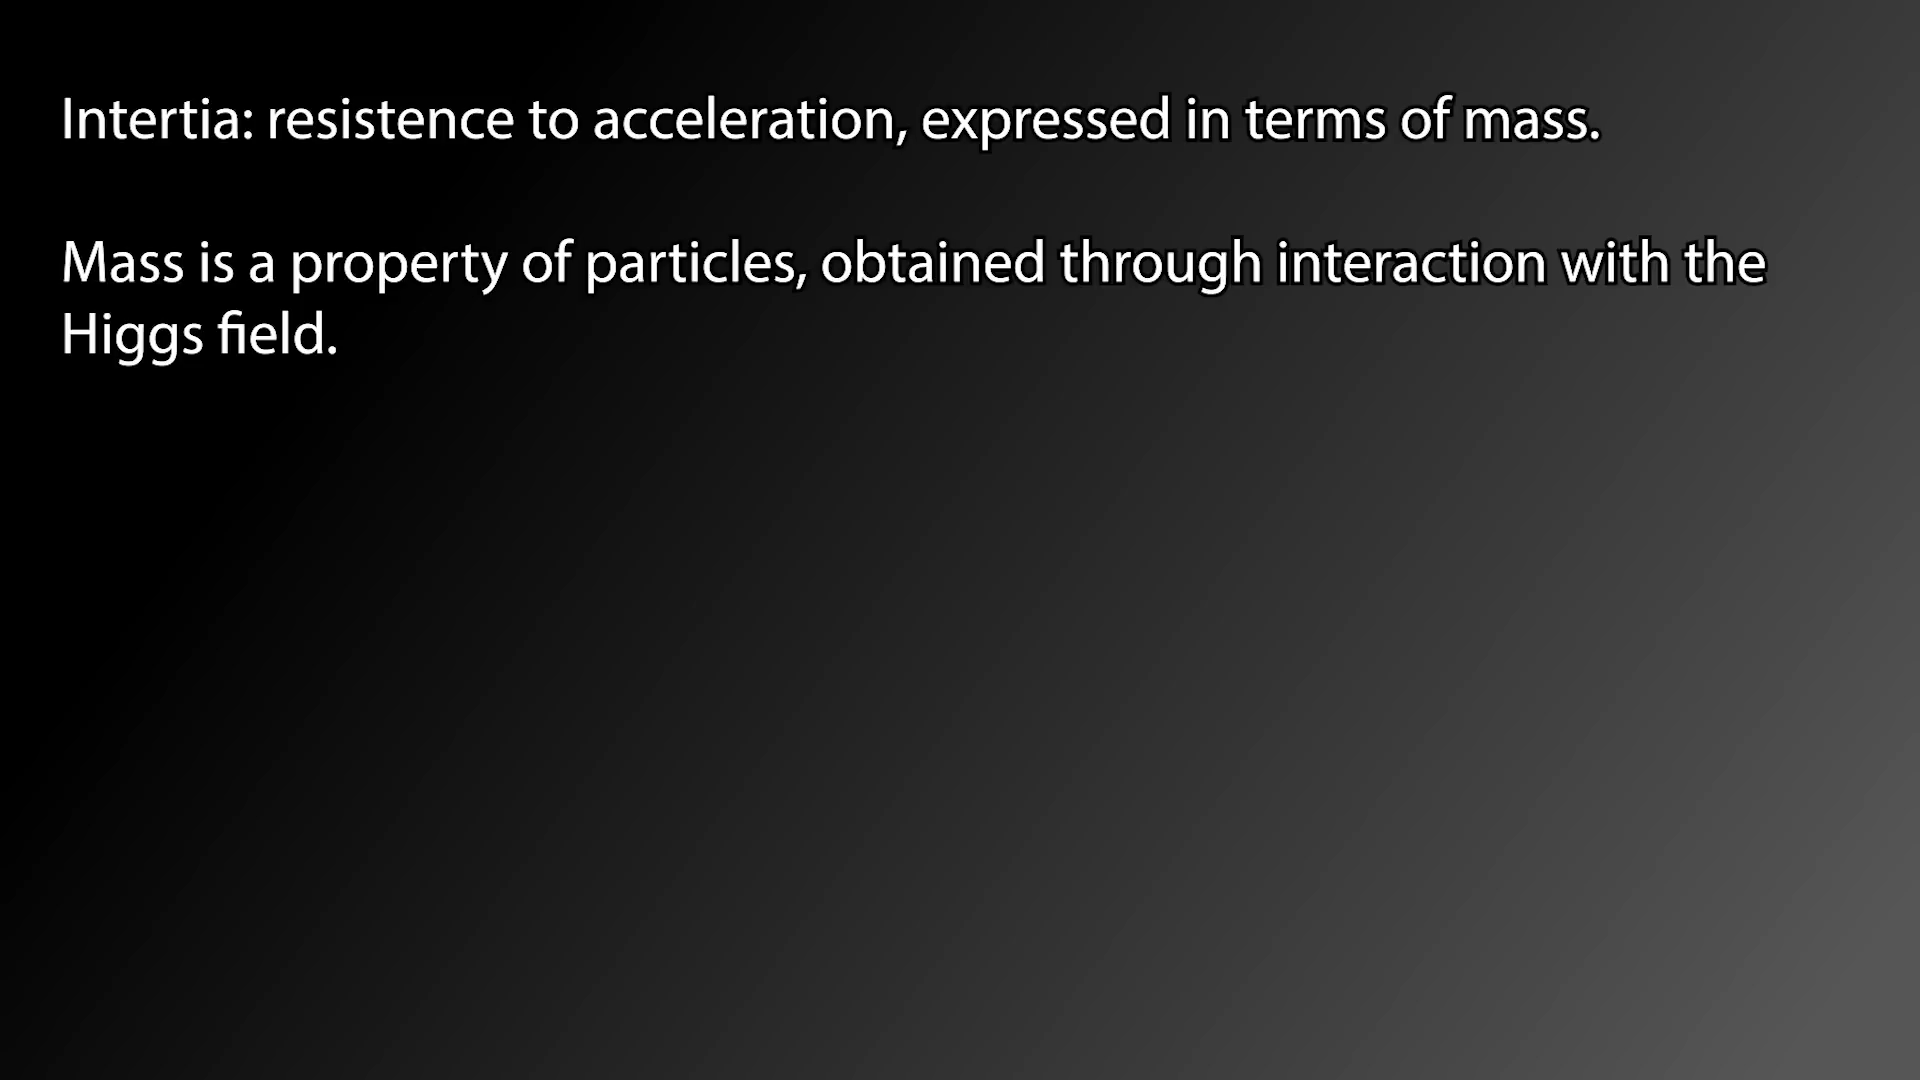 Intertia: resistence to acceleration, expressed in terms of mass.
Mass is a property of particles, obtained through interaction with the
Higgs field.